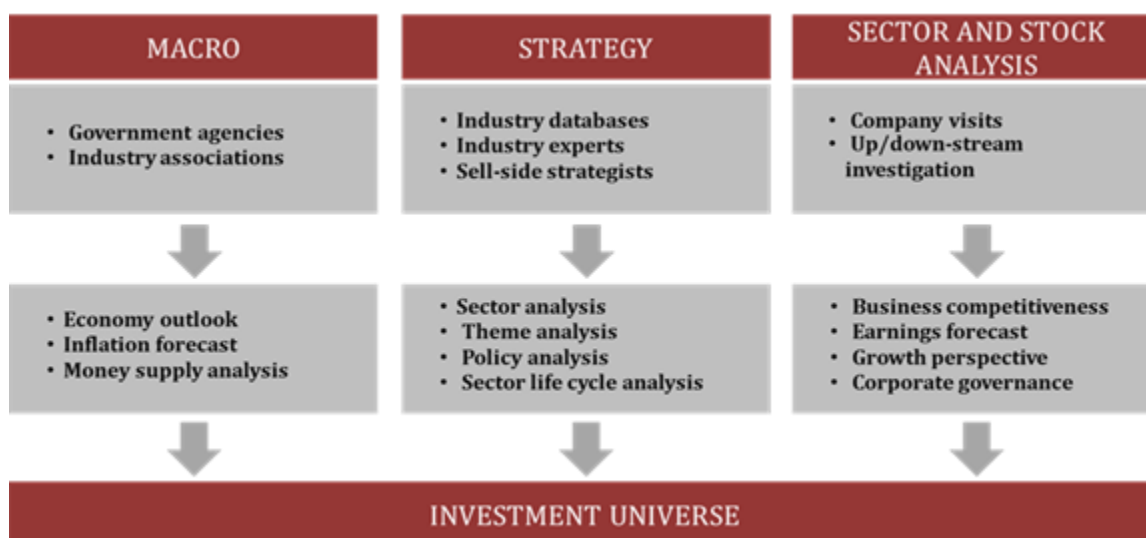 MACRO
STRATEGY
SECTOR AND STOCK
ANALYSIS
• Government agencies
• Industry associations
• Industry databases
• Industry experts
• Sell-side strategists
• Company visits
• Up/down-stream
investigation
• Economy outlook
• Inflation forecast
• Money supply analysis
• Sector analysis
• Theme analysis
• Policy analysis
• Sector life cycle analysis
• Business competitiveness
• Earnings forecast
• Growth perspective
• Corporate governance
INVESTMENT UNIVERSE